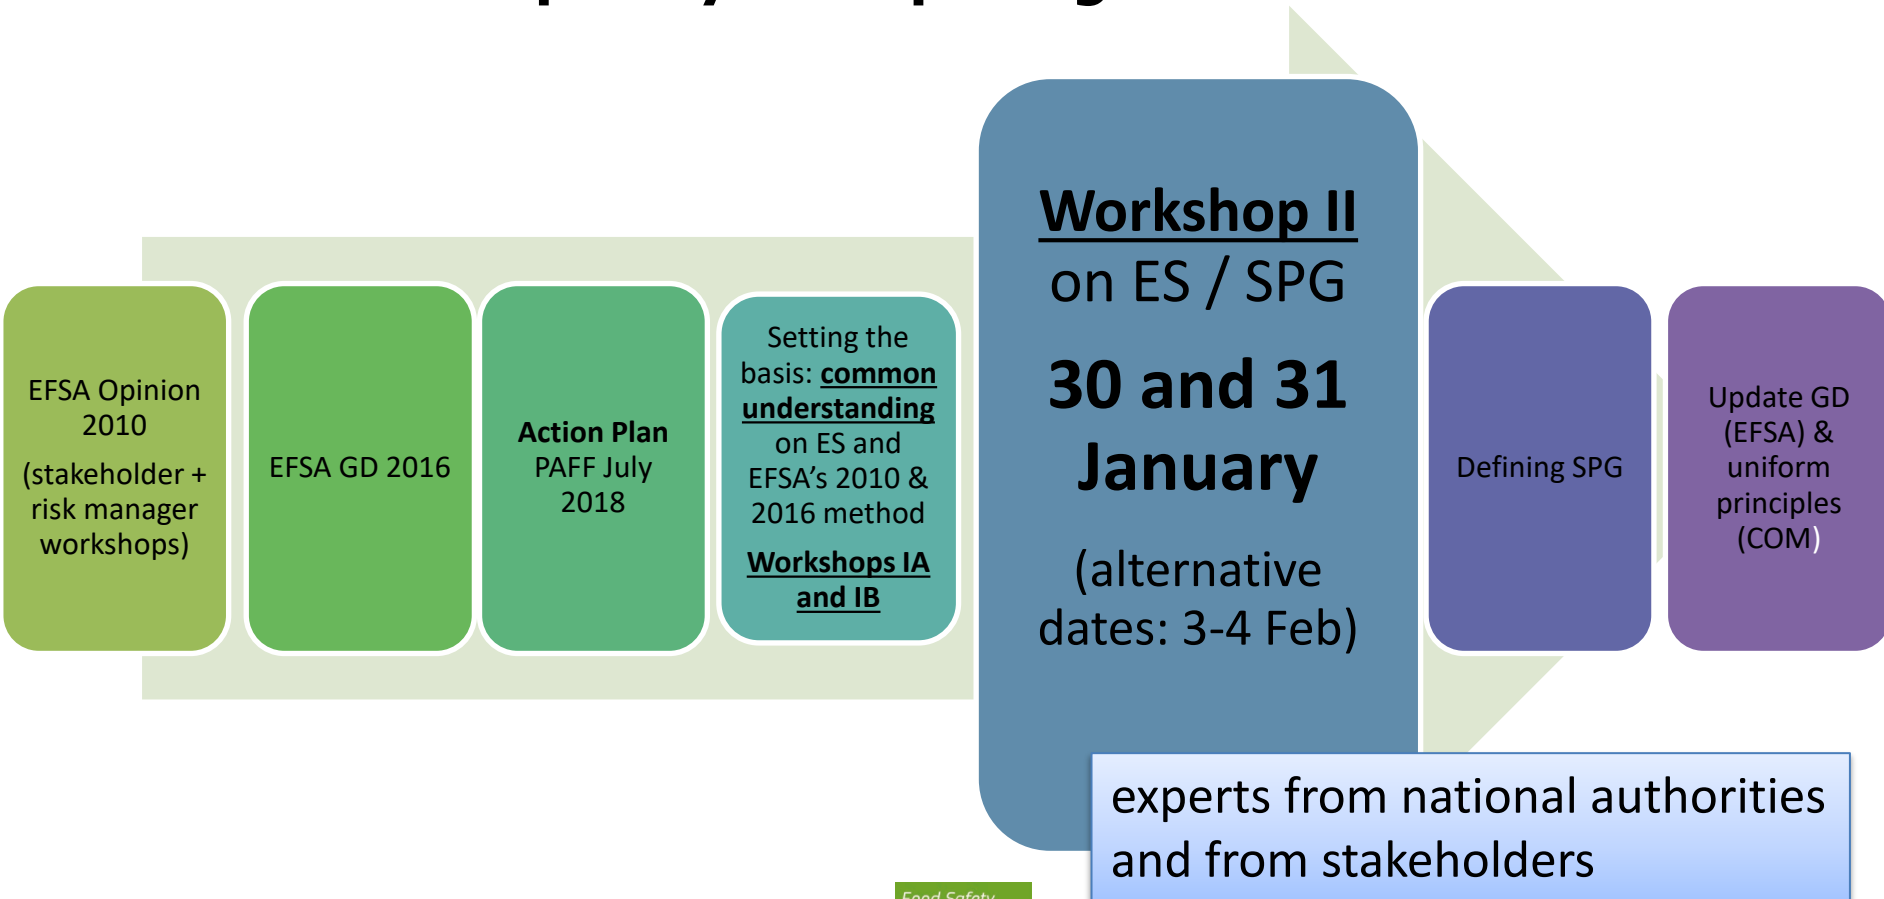 EFSA Opinion
2010
(stakeholder +
risk manager
workshops)
EFSA GD 2016
Action Plan
PAFF July
2018
Setting the
basis: common
understanding
on ES and
EFSA’s 2010 &
2016 method
Workshops IA
and IB
Workshop II
on ES / SPG
30 and 31
January
(alternative
dates: 3-4 Feb)
Defining SPG
Update GD
(EFSA) &
uniform
principles
(COM)
experts from national authorities
and from stakeholders
Food Safety